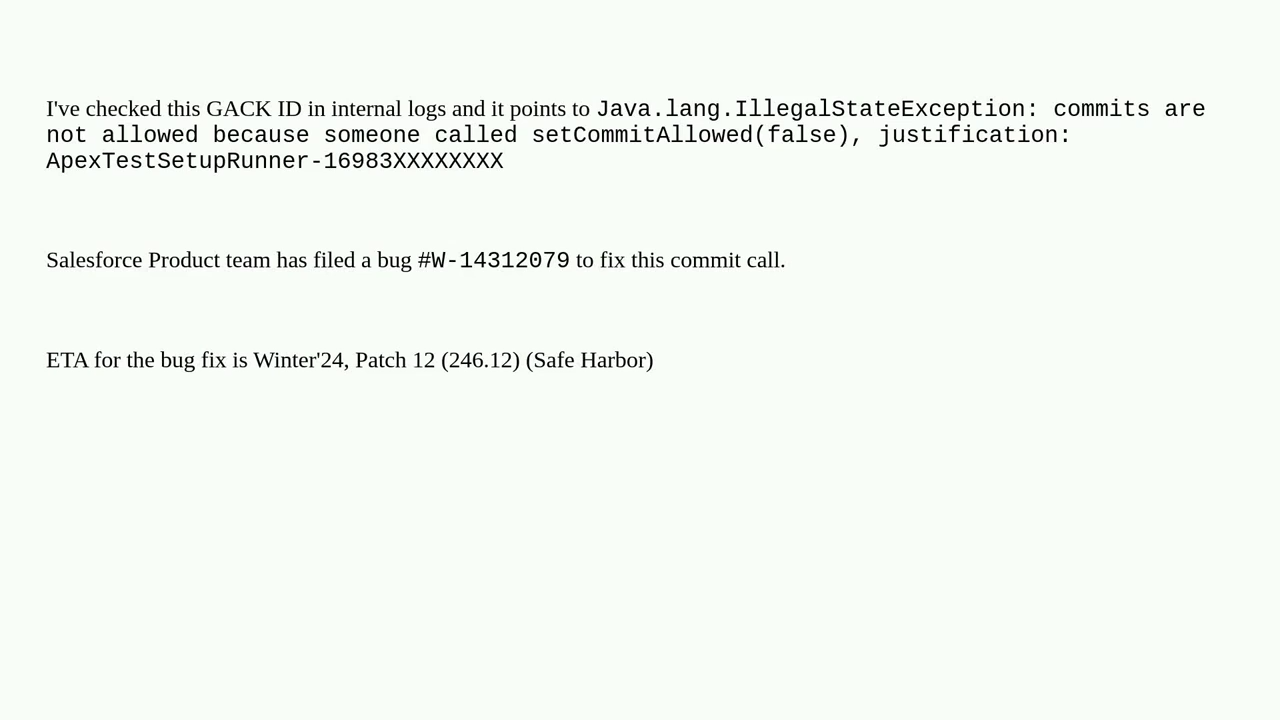 I've checked this GACK ID in internal logs and it points to Java.lang.IllegalStateException: commits are
not allowed because someone called setCommitAllowed(false), justification:
ApexTestSetupRunner-16983XXXXXXXX
Salesforce Product team has filed a bug #W-14312079 to fix this commit call.
ETA for the bug fix is Winter'24, Patch 12 (246.12) (Safe Harbor)